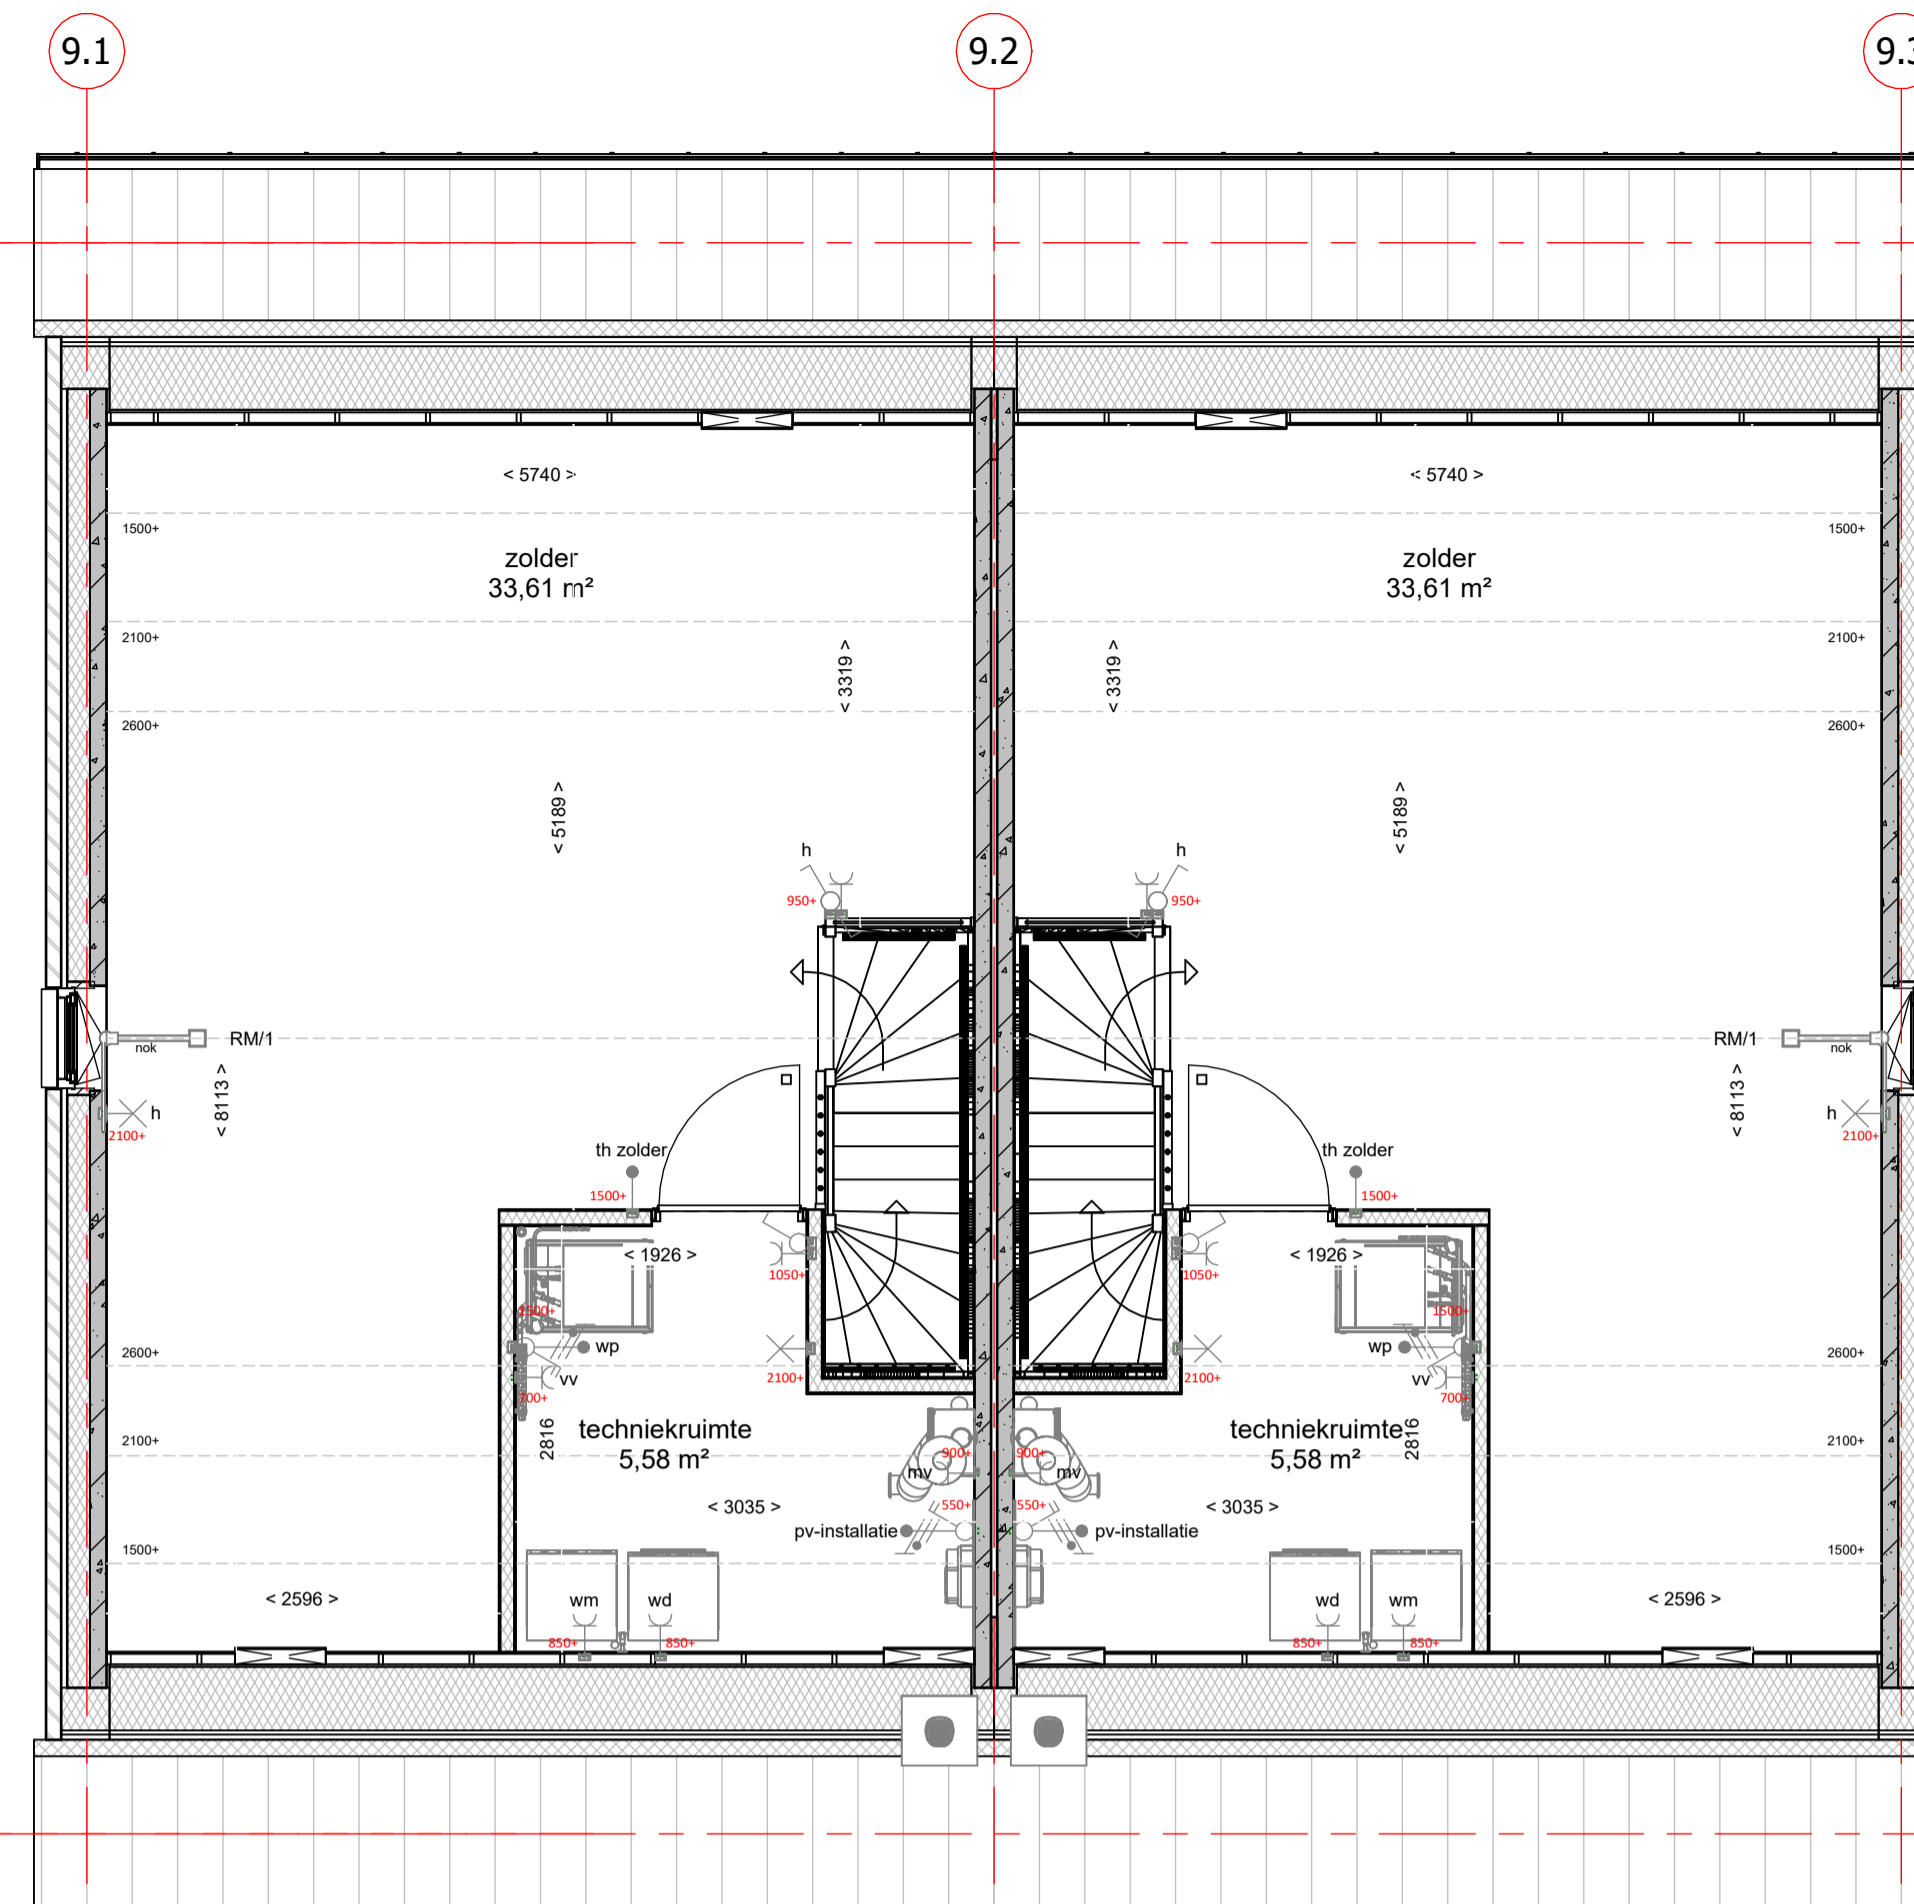 9.1 9.2 9.3
< 5740 > < 5740 >
1500+ 1500+
zolder zolder
33,61 m² 33,61 m²
2100+ 2100+
< 3319 > < 3319 >
2600+ 2600+
< 5189 > < 5189 >
h h
950+ 950+
RM/1 RM/1
nok nok
< 8113 > < 8113 >
h h
2100+ 2100+
th zolder th zolder
1500+ 1500+
< 1926 > < 1926 >
1050+ 1050+
1500+ 1500+
wp wp
2600+ 2600+
vv 2100+ 2100+ vv
700+ 700+
techniekruimte techniekruimte
2816 2816
2100+ 2100+
5,58 m² 5,58 m²
900+ 900+
mv mv
< 3035 > 550+ 550+ < 3035 >
pv-installatie pv-installatie
1500+ 1500+
< 2596 > wm wd wd wm < 2596 >
850+ 850+ 850+ 850+